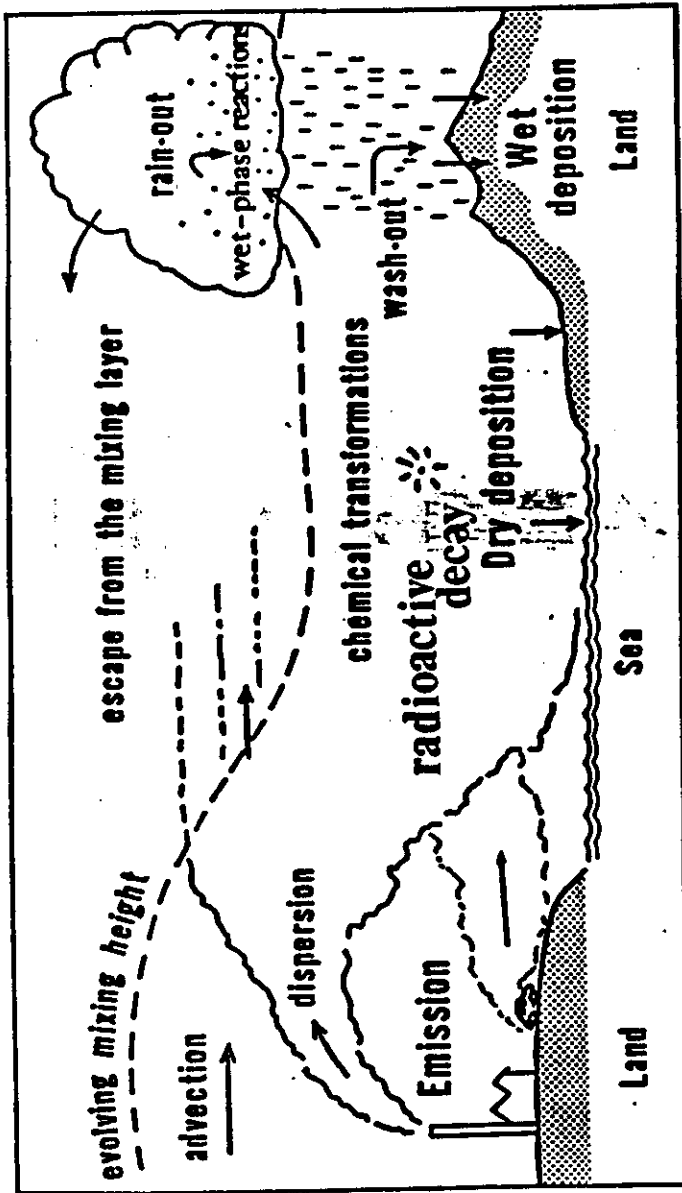 evolving mixing height
advection
dispersion
Emission
escape from the mixing layer
chemical transformations
radioactive
decay
Dry deposition
rain-out
wet-phase reactions
wash-out
Wet
deposition
Land
Sea
Land